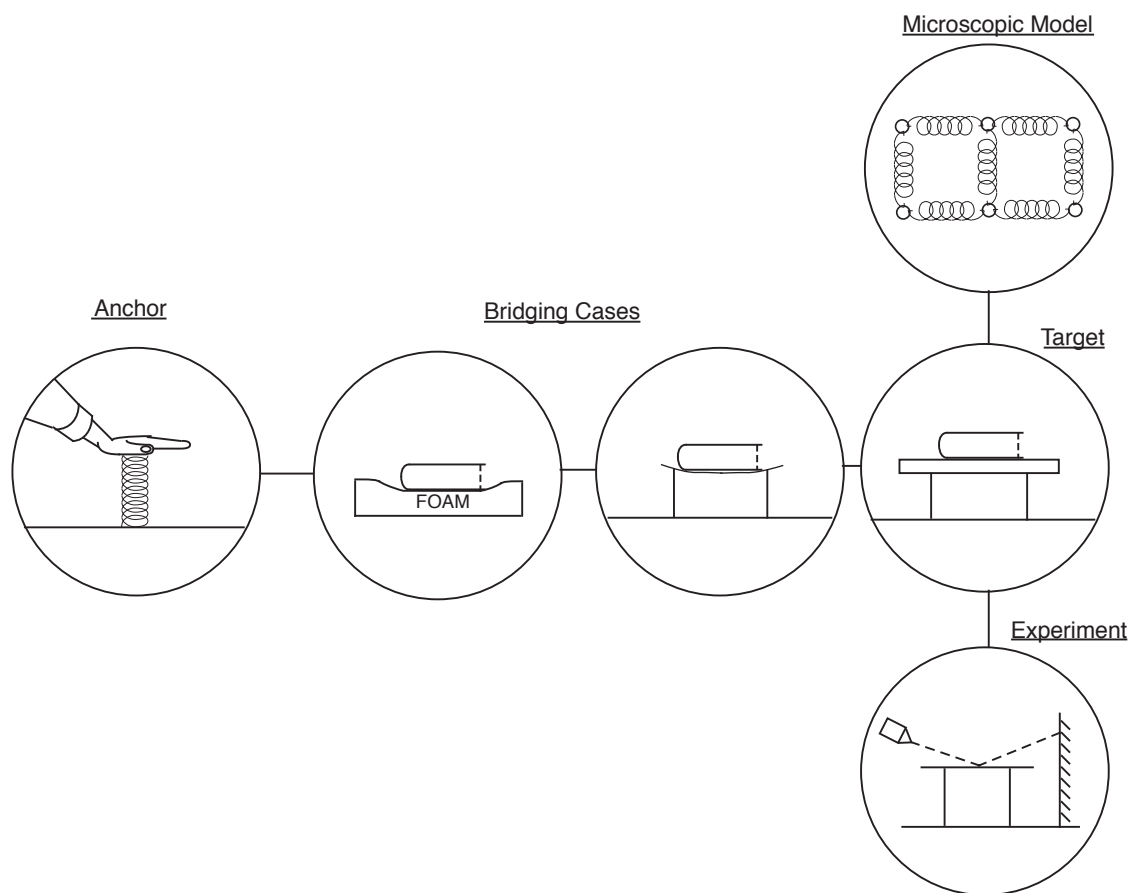 Microscopic Model
Anchor
Bridging Cases
Target
FOAM
Experiment